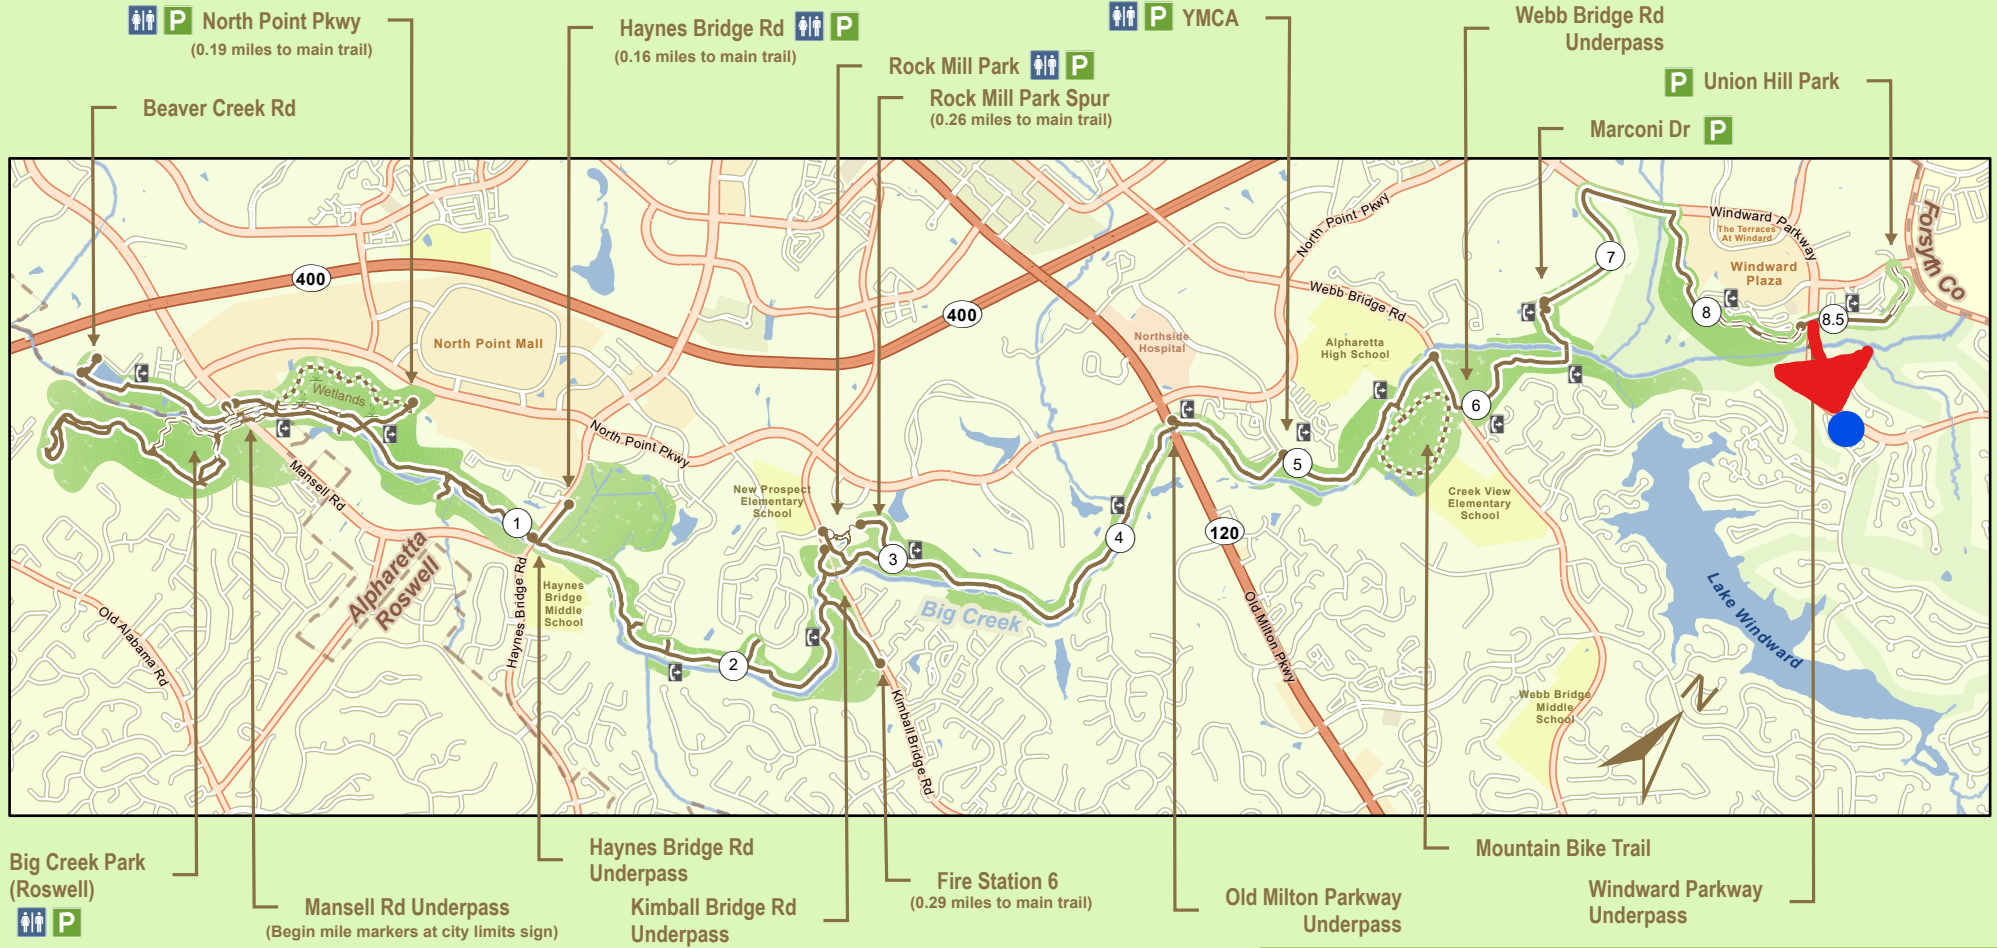 North Point Pkwy
(0.19 miles to main trail)
Beaver Creek Rd
Haynes Bridge Rd
(0.16 miles to main trail)
Rock Mill Park
Rock Mill Park Spur
(0.26 miles to main trail)
YMCA
Webb Bridge Rd
Underpass
Union Hill Park
Marconi Dr
P
P
P
P
P
P
400
North Point Mall
Wetlands
Mansell Rd
Alpharetta
Roswell
Old Alabama Rd
1
Haynes Bridge Rd
Haynes
Bridge
Middle
School
North Point Pkwy
New Prospect
Elementary
School
2
3
Big Creek
Kimball Bridge Rd
400
4
Northside
Hospital
120
Old Milton Pkwy
5
North Point Pkwy
Webb Bridge Rd
Alpharetta
High School
6
Creek View
Elementary
School
Webb Bridge
Middle
School
7
Windward Parkway
The Terraces
At Windard
Windward
Plaza
8
8.5
Forsyth Co
Lake Windward
N
Big Creek Park
(Roswell)
P
Mansell Rd Underpass
(Begin mile markers at city limits sign)
Haynes Bridge Rd
Underpass
Kimball Bridge Rd
Underpass
Fire Station 6
(0.29 miles to main trail)
Old Milton Parkway
Underpass
Mountain Bike Trail
Windward Parkway
Underpass